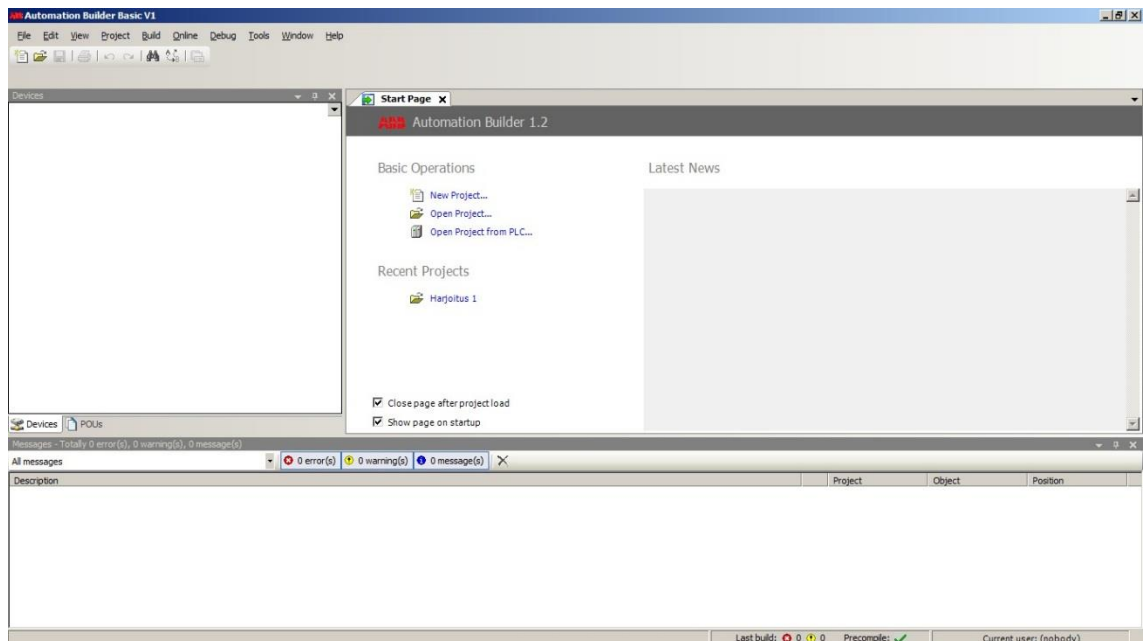 ABB Automation Builder Basic V1
File Edit View Project Build Online Debug Tools Window Help
Devices
Start Page
ABB Automation Builder 1.2
Basic Operations
New Project...
Open Project...
Open Project from PLC...
Recent Projects
Harjoitus 1
Latest News
Close page after project load
Show page on startup
Devices POUs
Messages - Totally 0 error(s), 0 warning(s), 0 message(s)
All messages 0 error(s) 0 warning(s) 0 message(s)
Description Project Object Position
Last build: 0 0 Precompile: Current user: (nobody)